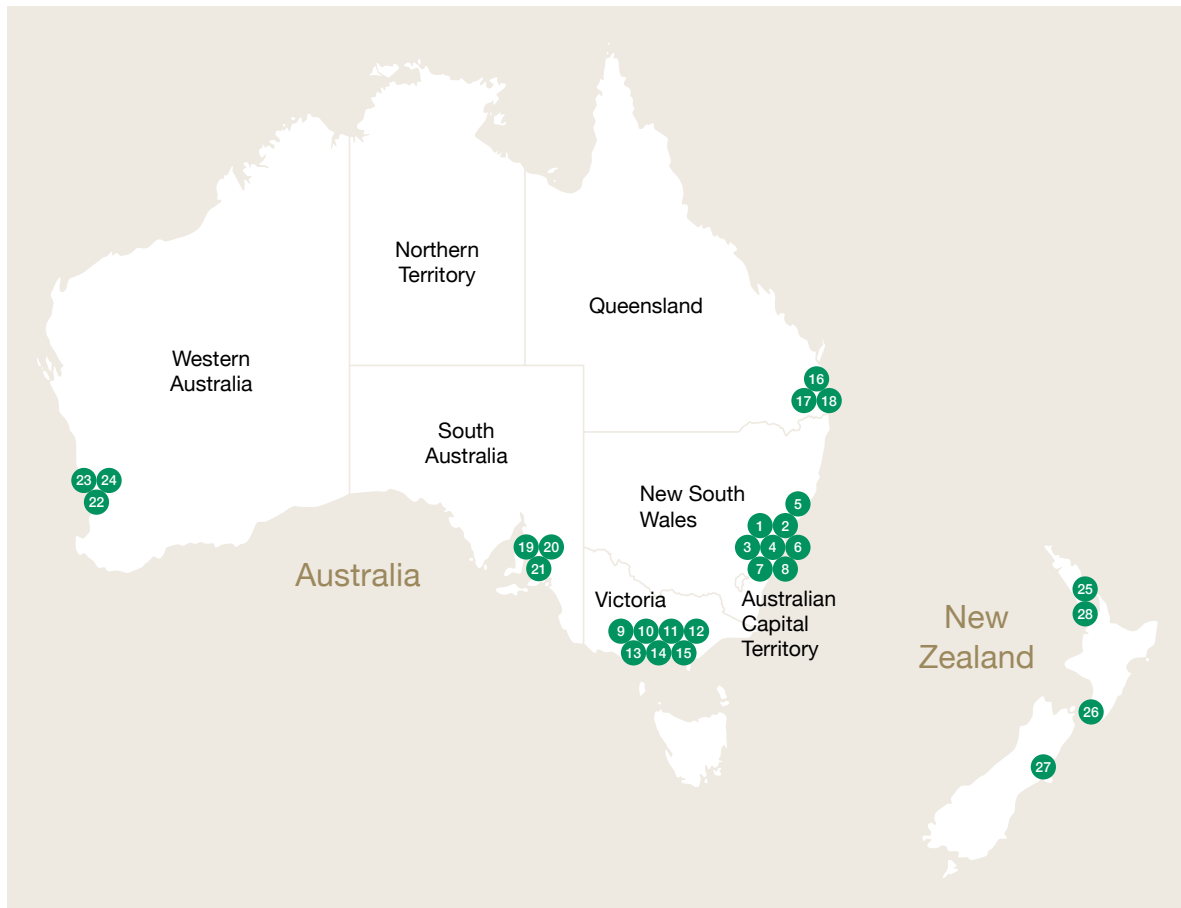 Northern
Territory
Queensland
Western
Australia
16
17 18
South
Australia
23 24
22
New South
Wales
5
1 2
3 4 6
7 8
19 20
21
Australia
Victoria
Australian
Capital
Territory
9 10 11 12
13 14 15
New
Zealand
25
28
26
27